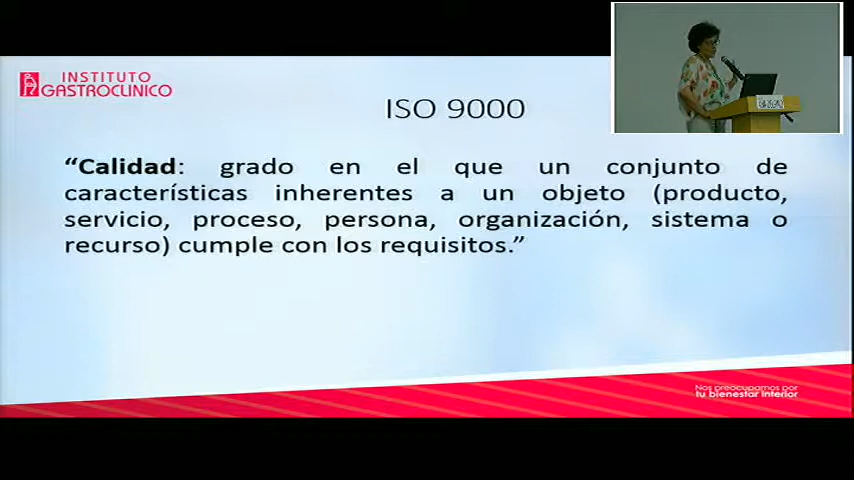 INSTITUTO
GASTROCLINICO
ISO 9000
“Calidad: grado en el que un conjunto de
características inherentes a un objeto (producto,
servicio, proceso, persona, organización, sistema o
recurso) cumple con los requisitos.”
Nos preocupamos por
tu bienestar interior